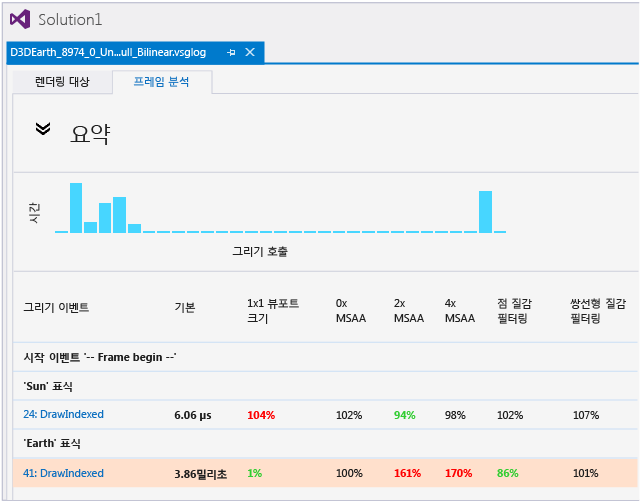 Solution1
D3DEarth_8974_0_Un...ull_Bilinear.vsglog
렌더링 대상 프레임 분석
요약
시간
그리기 호출
그리기 이벤트 기본 1x1 뷰포트 크기 0x MSAA 2x MSAA 4x MSAA 점 질감 필터링 쌍선형 질감 필터링
시작 이벤트 '-- Frame begin --'
'Sun' 표식
24: DrawIndexed 6.06 µs 104% 102% 94% 98% 102% 107%
'Earth' 표식
41: DrawIndexed 3.86밀리초 1% 100% 161% 170% 86% 101%